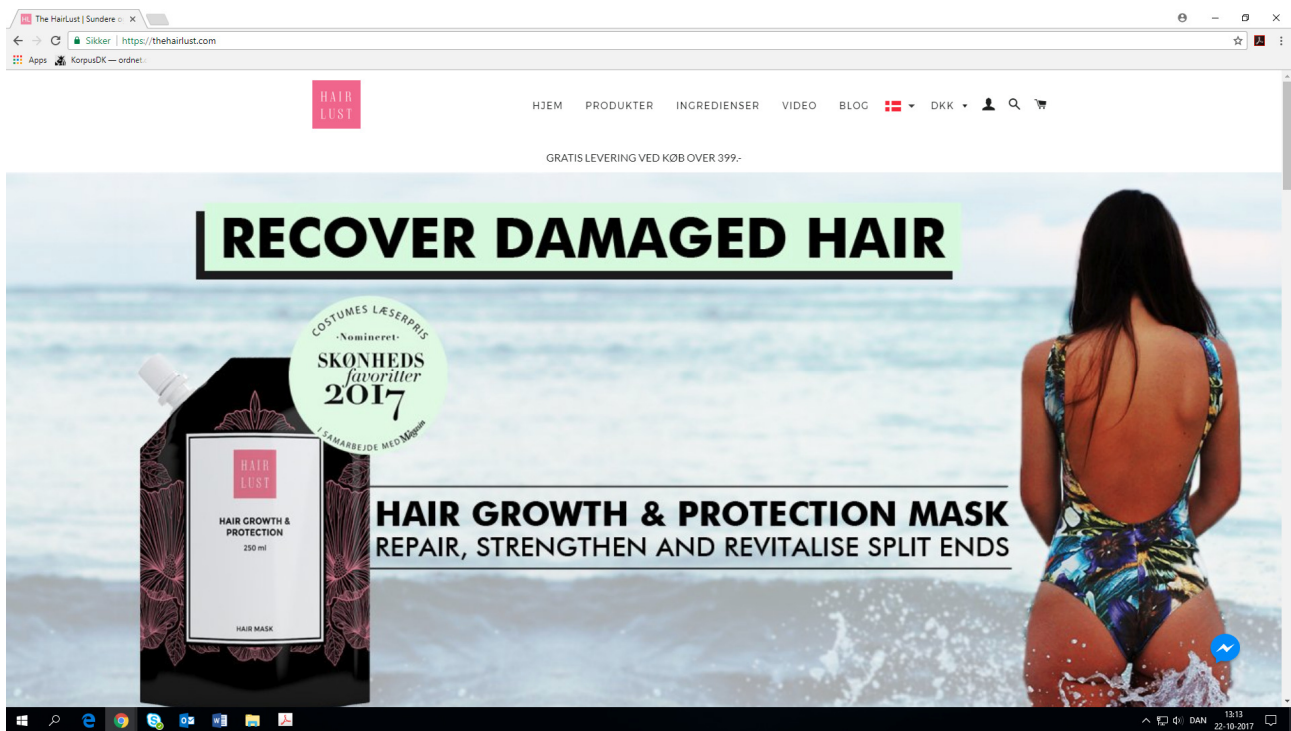 The HairLust | Sundere o
Sikker | https://thehairlust.com
Apps KorpusDK — ordnet.
HAIR
LUST
HJEM PRODUKTER INGREDIENSER VIDEO BLOG DKK
GRATIS LEVERING VED KØB OVER 399.-
RECOVER DAMAGED HAIR
COSTUMES LÆSERPRIS
·Nomineret·
SKØNHEDS
favoritter
2017
I SAMARBEJDE MED Magasin
HAIR
LUST
HAIR GROWTH &
PROTECTION
250 ml
HAIR MASK
HAIR GROWTH & PROTECTION MASK
REPAIR, STRENGTHEN AND REVITALISE SPLIT ENDS
DAN
13:13
22-10-2017